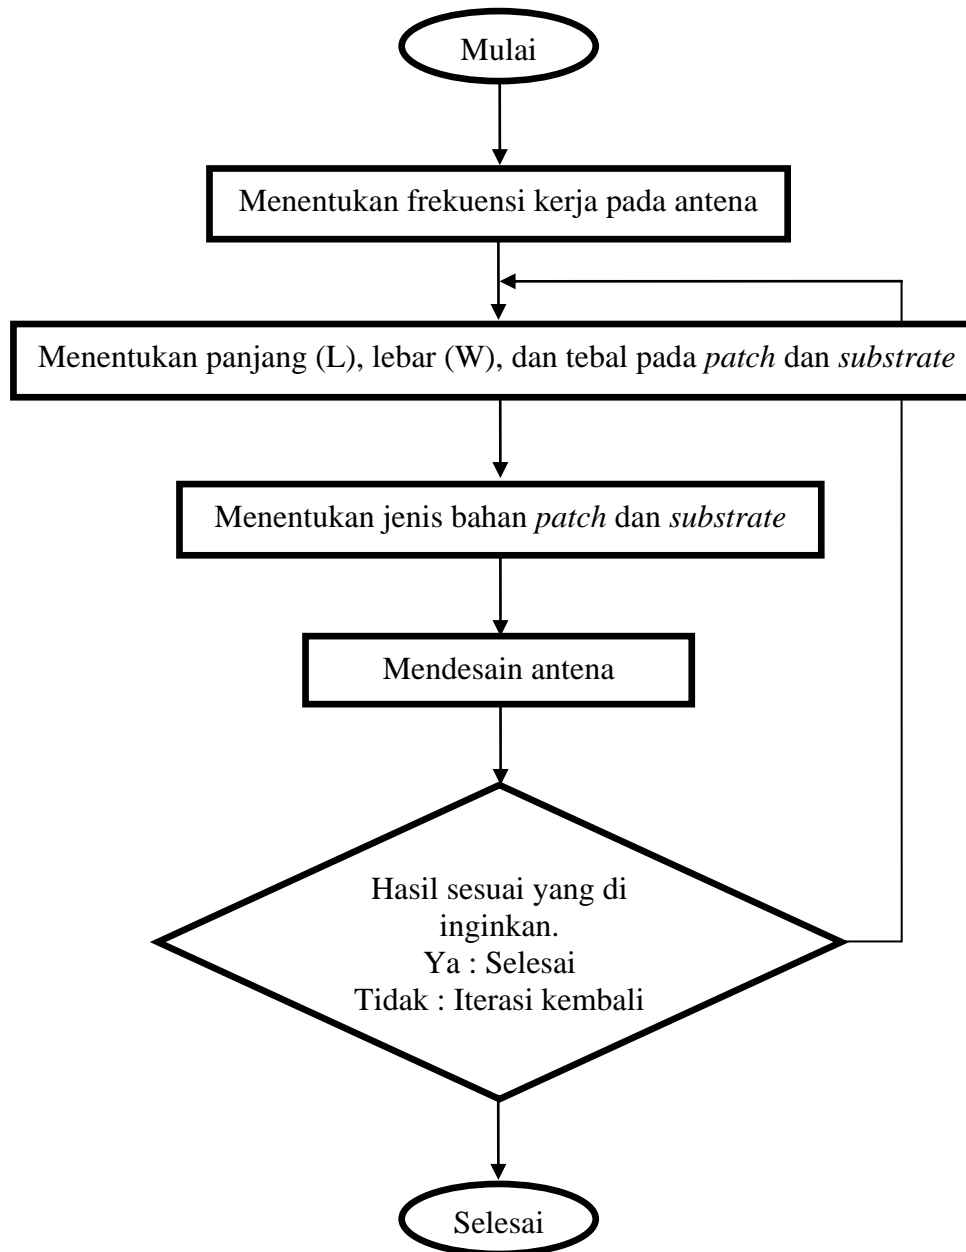 Mulai
Menentukan frekuensi kerja pada antena
Menentukan panjang (L), lebar (W), dan tebal pada patch dan substrate
Menentukan jenis bahan patch dan substrate
Mendesain antena
Hasil sesuai yang di
inginkan.
Ya : Selesai
Tidak : Iterasi kembali
Selesai